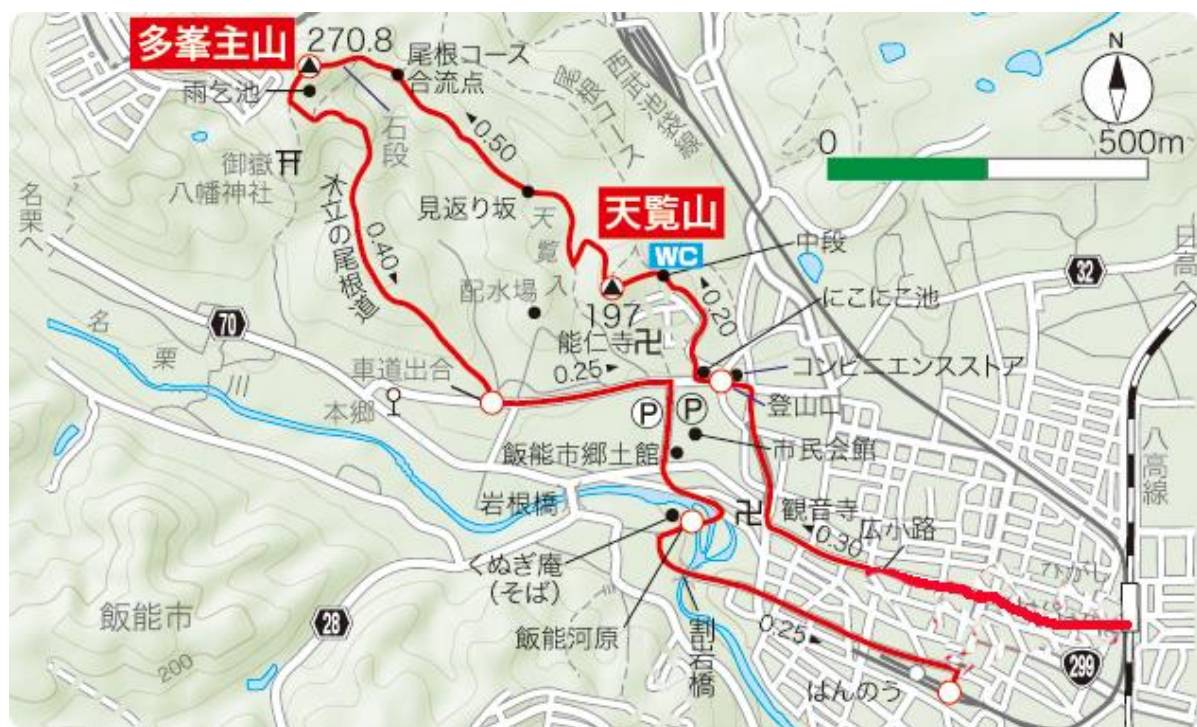 多峯主山
270.8
尾根コース
合流点
雨乞池
石段
尾根コース
西武池袋線
N
0
500m
御嶽
八幡神社
0.50
見返り坂
天覧入
天覧山
WC
中段
名栗へ
木立の尾根道
0.40
配水場
197
0.20
にこにこ池
32
日高へ
70
能仁寺
0.25
コンビニエンスストア
登山口
名栗川
車道出合
本郷
P
P
市民会館
飯能市郷土館
八高線
岩根橋
観音寺
広小路
0.30
くぬぎ庵
(そば)
飯能河原
割岩橋
0.25
飯能市
28
200
はんのう
299